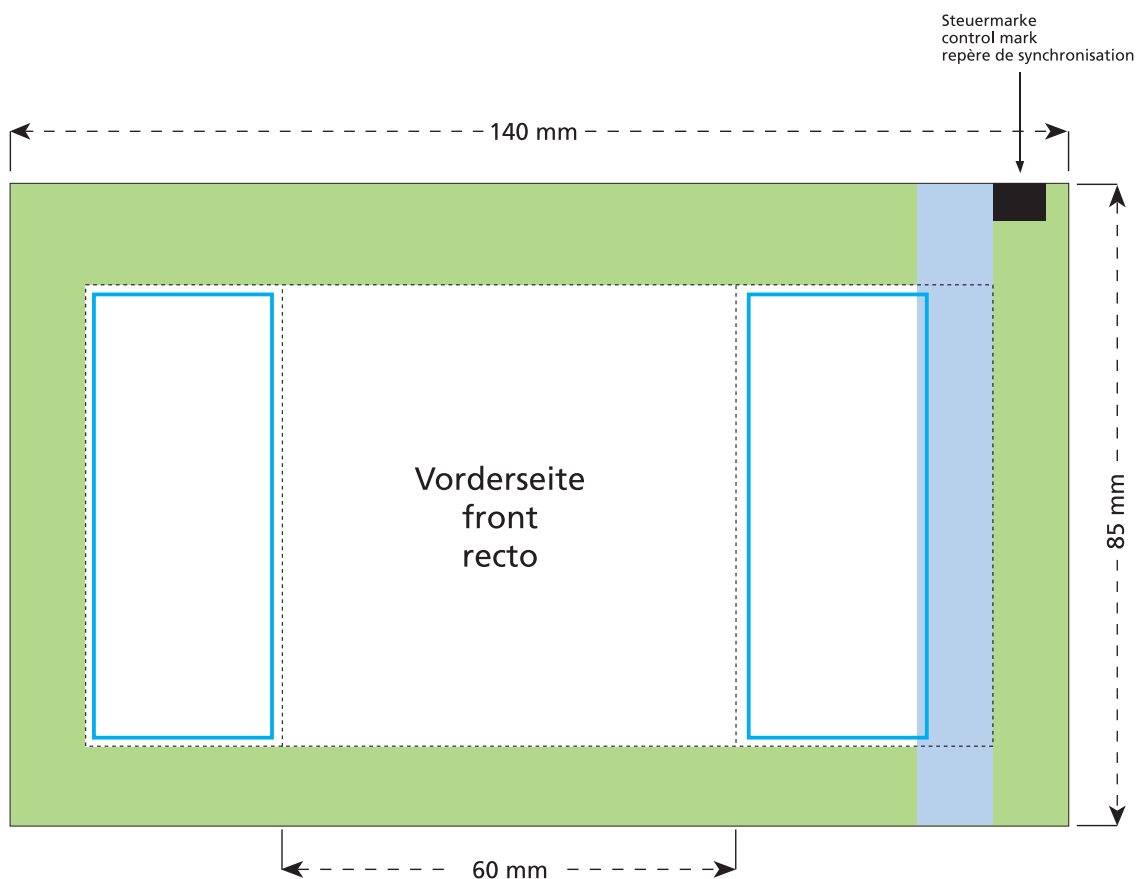 Steuermarke
control mark
repère de synchronisation
140 mm
Vorderseite
front
recto
85 mm
60 mm